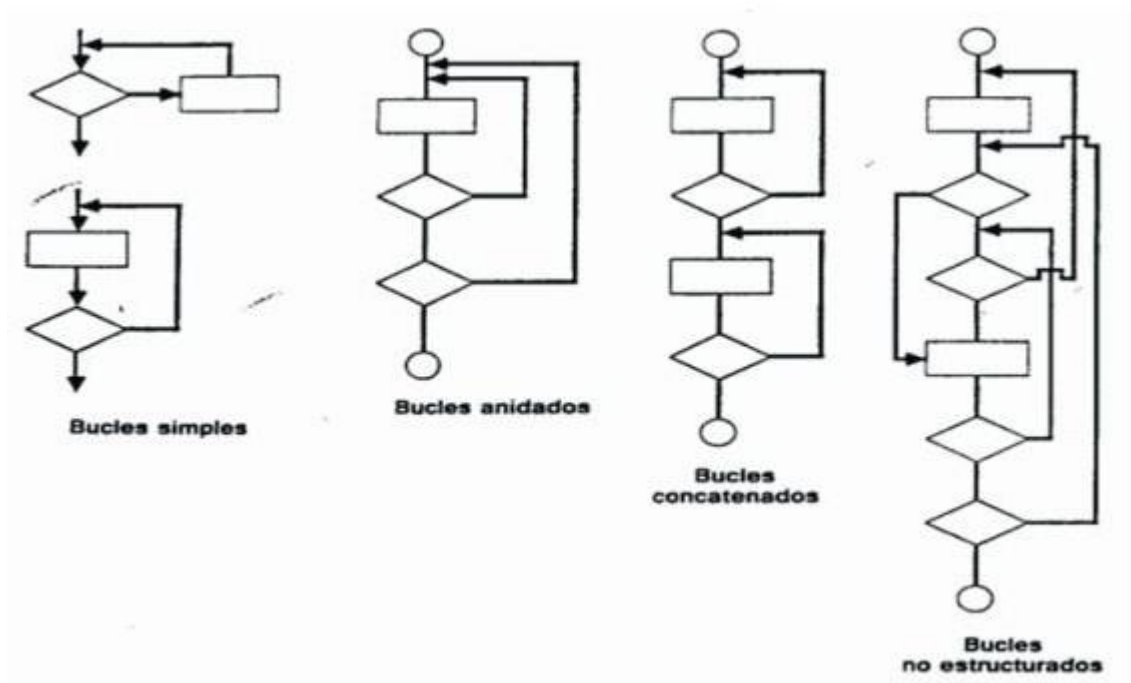 Bucles simples
Bucles anidados
Bucles
concatenados
Bucles
no estructurados